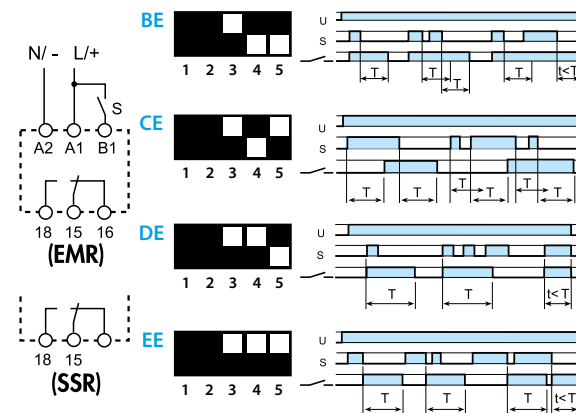 N/ - L/+
S
A2 A1 B1
18 15 16
(EMR)
18 15
(SSR)
BE
1 2 3 4 5
U
S
T T T t<T
T
CE
1 2 3 4 5
U
S
T T T T T T
DE
1 2 3 4 5
U
S
T T t<T
EE
1 2 3 4 5
U
S
T T T t<T